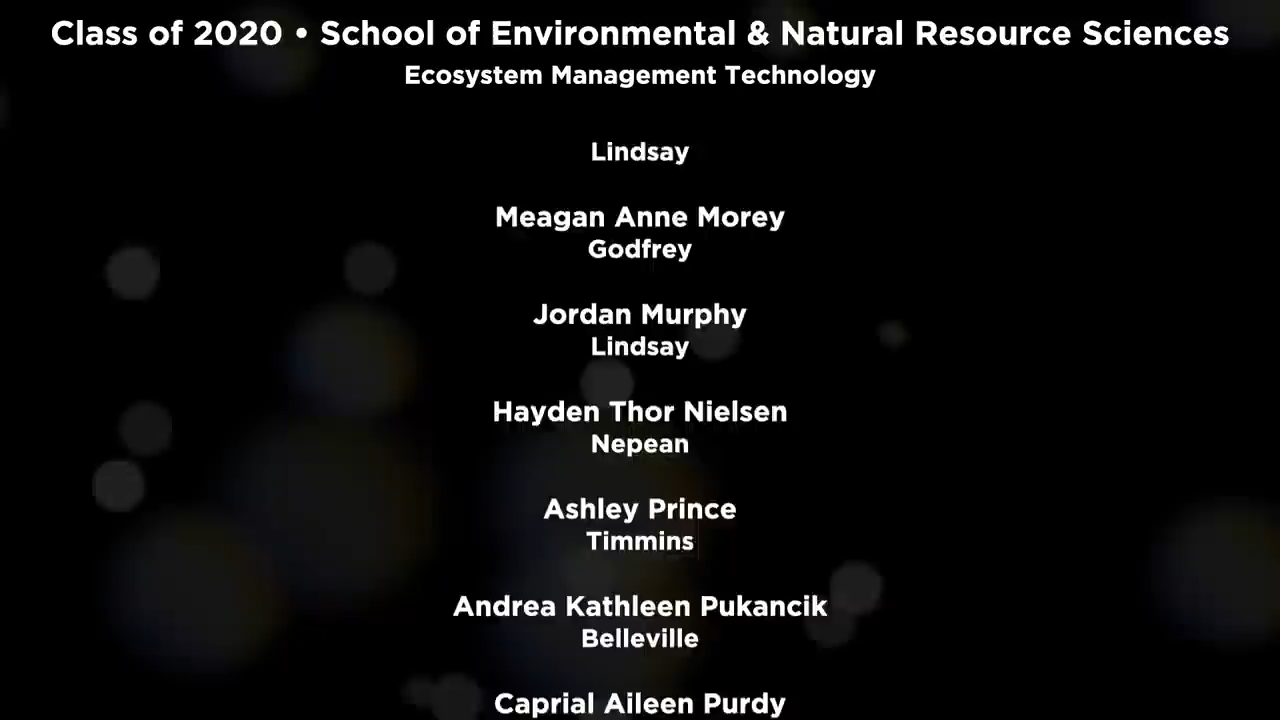 Class of 2020 • School of Environmental & Natural Resource Sciences
Ecosystem Management Technology
Lindsay
Meagan Anne Morey
Godfrey
Jordan Murphy
Lindsay
Hayden Thor Nielsen
Nepean
Ashley Prince
Timmins
Andrea Kathleen Pukancik
Belleville
Caprial Aileen Purdy